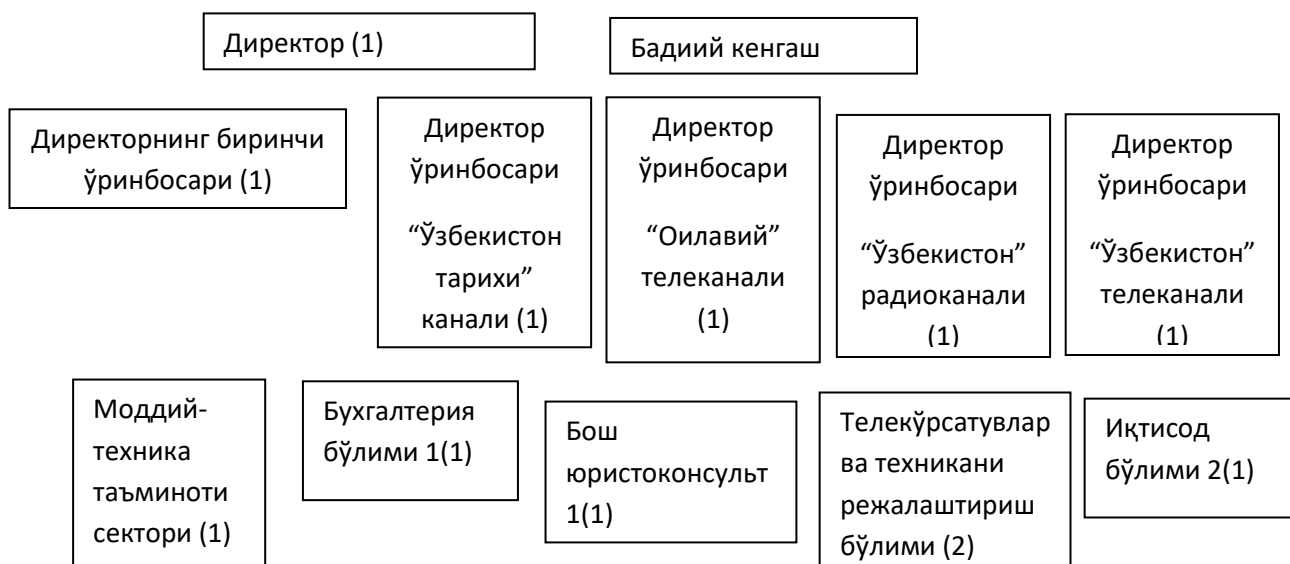 Директор (1)
Бадиий кенгаш
Директорнинг биринчи
ўринбосари (1)
Директор
ўринбосари
“Ўзбекистон
тарихи”
канали (1)
Директор
ўринбосари
“Оилавий”
телеканали
(1)
Директор
ўринбосари
“Ўзбекистон”
радиоканали
(1)
Директор
ўринбосари
“Ўзбекистон”
телеканали
(1)
Моддий-
техника
таъминоти
сектори (1)
Бухгалтерия
бўлими 1(1)
Бош
юристоконсульт
1(1)
Телекўрсатувлар
ва техникани
режалаштириш
бўлими (2)
Иқтисод
бўлими 2(1)